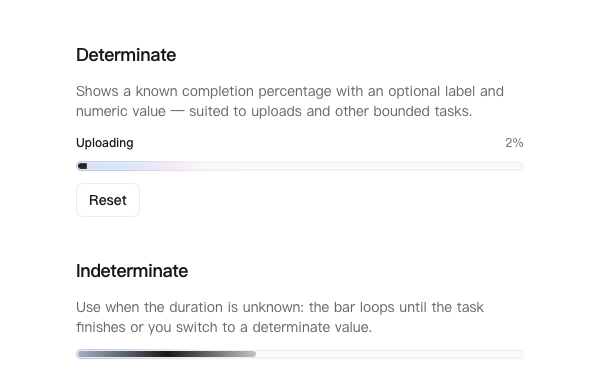 Determinate
Shows a known completion percentage with an optional label and
numeric value — suited to uploads and other bounded tasks.
Uploading 2%
Reset
Indeterminate
Use when the duration is unknown: the bar loops until the task
finishes or you switch to a determinate value.